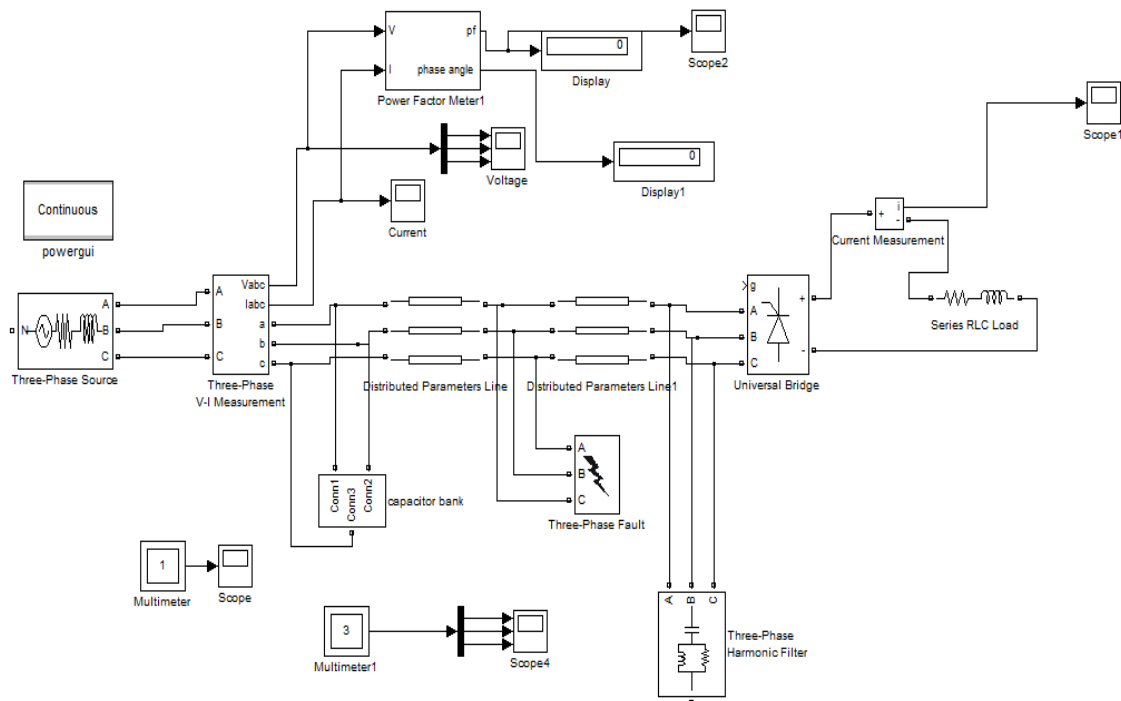 V
I
pf
phase angle
Power Factor Meter1
0
Display
Scope2
Scope1
Voltage
0
Display1
Current
Continuous
powergui
i
+
-
Current Measurement
N
A
B
C
Three-Phase Source
A
B
C
Vabc
Iabc
a
b
c
Three-Phase
V-I Measurement
Distributed Parameters Line
Distributed Parameters Line1
g
A
B
C
+
-
Universal Bridge
Series RLC Load
Conn1
Conn3
Conn2
capacitor bank
A
B
C
Three-Phase Fault
1
Multimeter
Scope
3
Multimeter1
Scope4
A
B
C
Three-Phase
Harmonic Filter